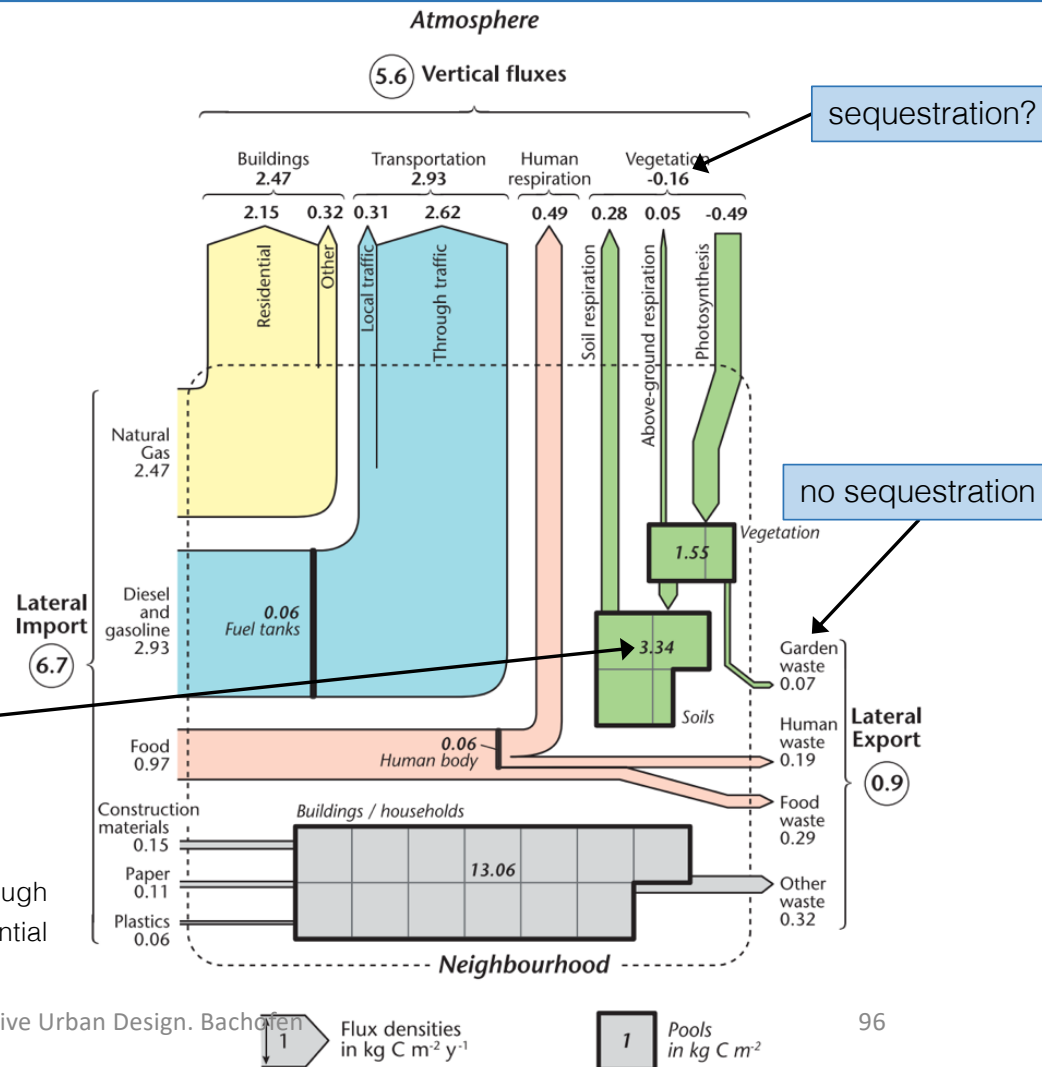 Atmosphere
5.6 Vertical fluxes
sequestration?
Buildings
2.47
Transportation
2.93
Human
respiration
Vegetation
-0.16
2.15
0.32
0.31
2.62
0.49
0.28
0.05
-0.49
Residential
Other
Local traffic
Through traffic
Soil respiration
Above-ground respiration
Photosynthesis
Natural
Gas
2.47
no sequestration
Vegetation
1.55
Lateral
Import
6.7
Diesel
and
gasoline
2.93
0.06
Fuel tanks
3.34
Soils
Garden
waste
0.07
Food
0.97
0.06
Human body
Human
waste
0.19
Lateral
Export
0.9
Food
waste
0.29
Construction
materials
0.15
Buildings / households
13.06
Paper
0.11
Other
waste
0.32
Plastics
0.06
ough
ntial
Neighbourhood
ive Urban Design. Bachofen
96
1
Flux densities
in kg C m⁻² y⁻¹
1
Pools
in kg C m⁻²